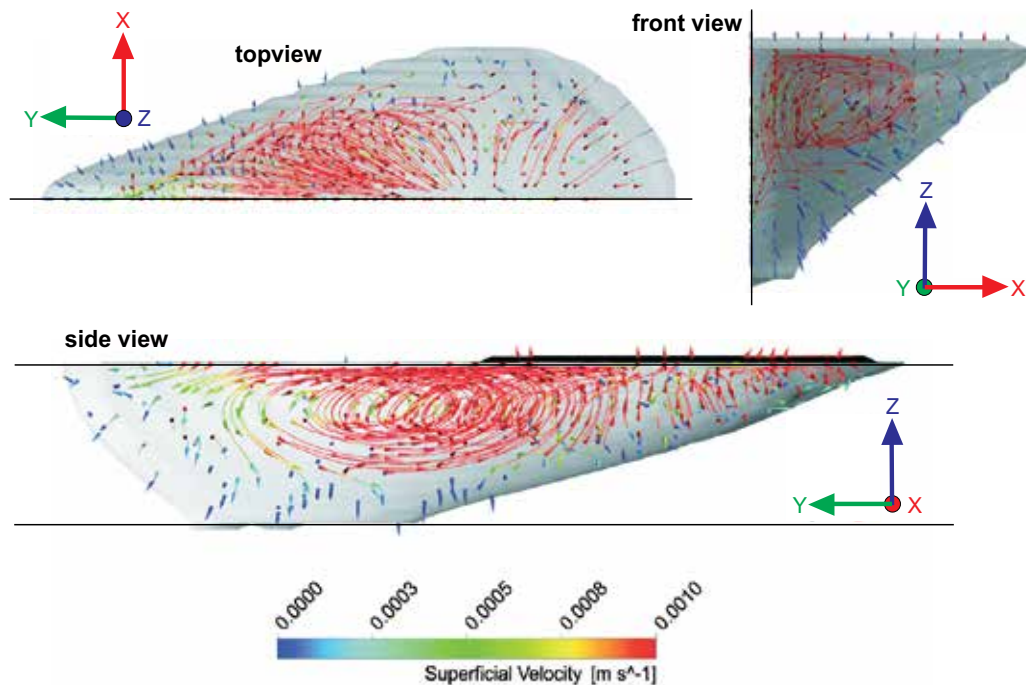 topview
X
Y
Z
front view
Z
Y
X
side view
Z
Y
X
0.0000
0.0003
0.0005
0.0008
0.0010
Superficial Velocity [m s^-1]